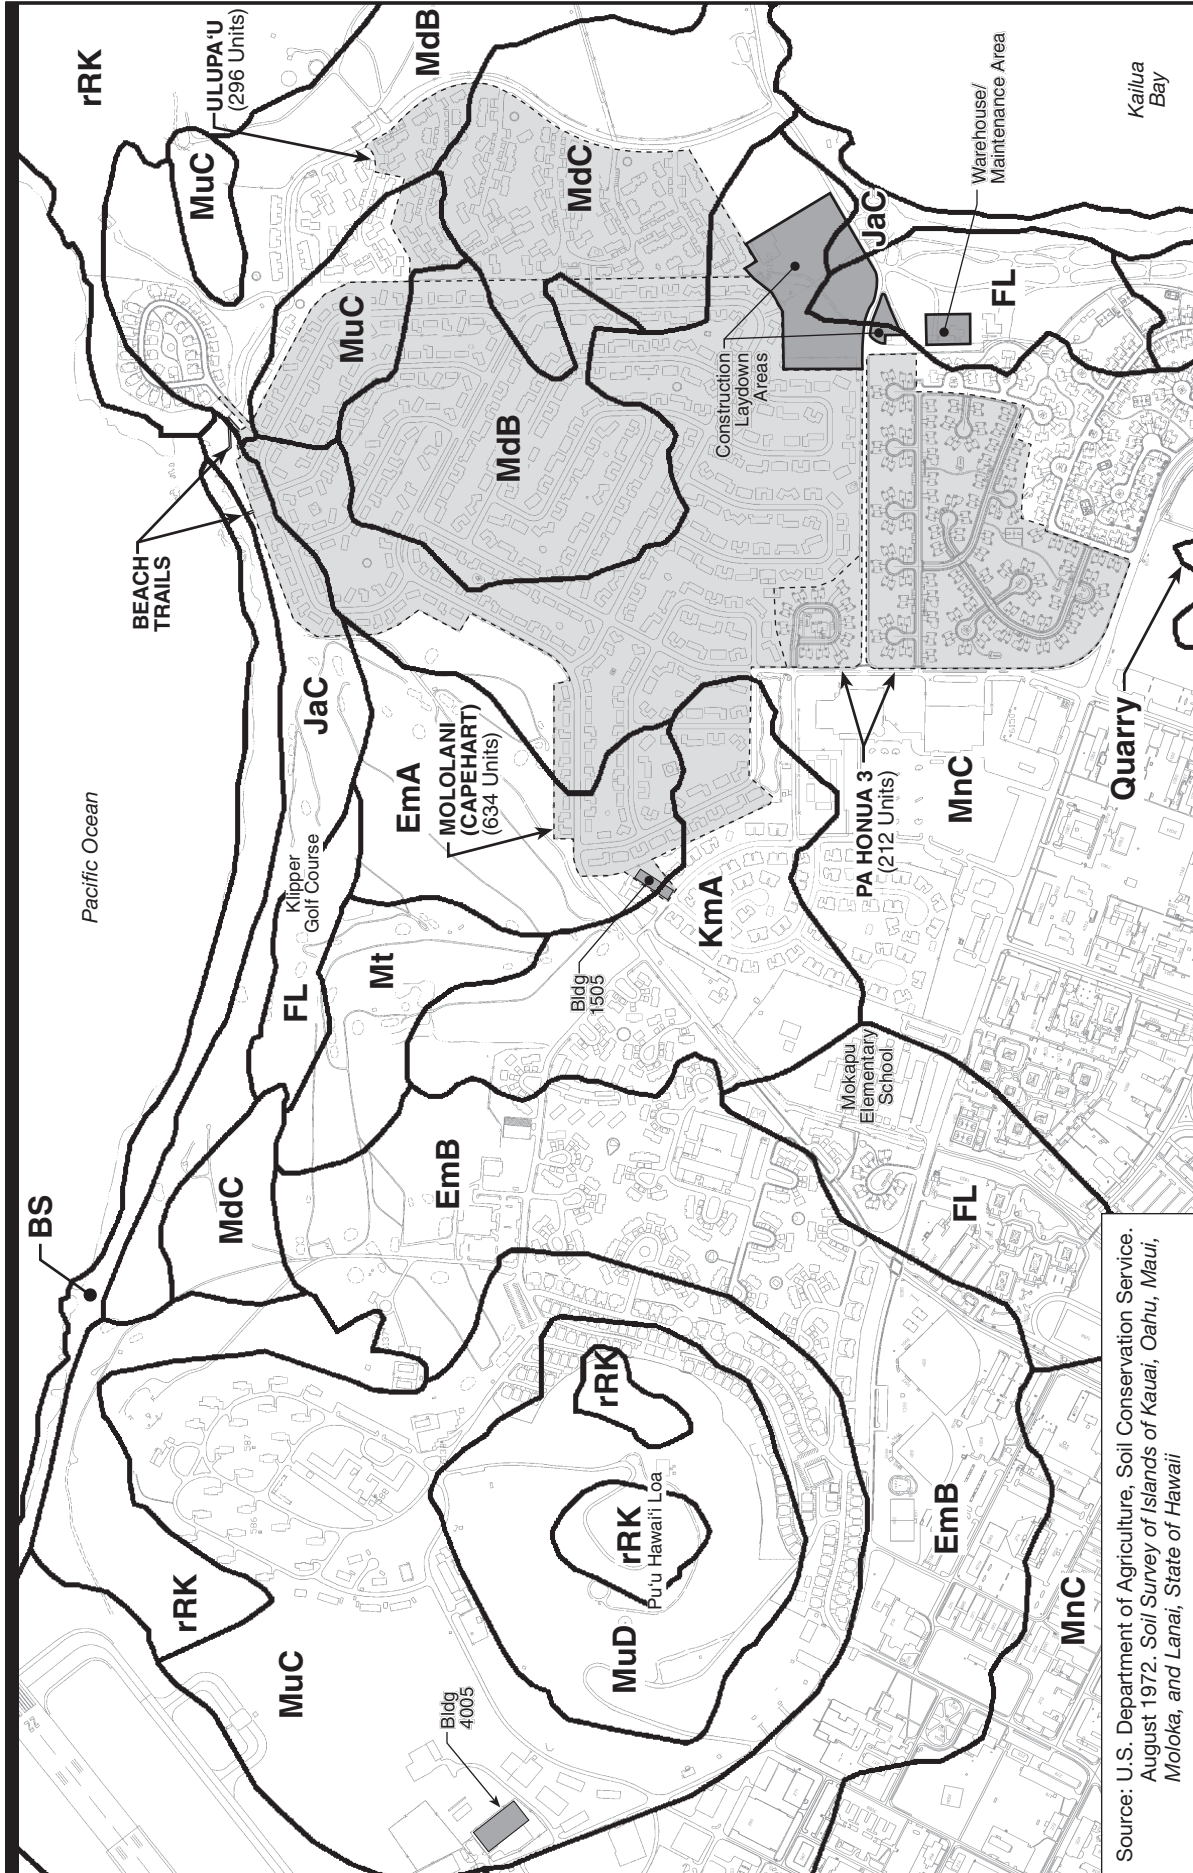 Pacific Ocean
BS
BEACH
TRAILS
rRK
MuC
ULUPA'U
(296 Units)
MdB
rRK
MuC
MdC
FL
Klipper
Golf Course
JaC
Mt
EmA
MOLOLANI
(CAPEHART)
(634 Units)
MuC
MdB
MdC
EmB
Bldg
1505
KmA
Construction
Laydown
Areas
JaC
Warehouse/
Maintenance Area
FL
Kailua
Bay
Bldg
4005
MuD
rRK
Pu'u Hawai'i Loa
rRK
Mokapu
Elementary
School
PA HONUA 3
(212 Units)
MnC
Quarry
EmB
FL
MnC
22
586
587
Source: U.S. Department of Agriculture, Soil Conservation Service.
August 1972. Soil Survey of Islands of Kauai, Oahu, Maui,
Moloka, and Lanai, State of Hawaii